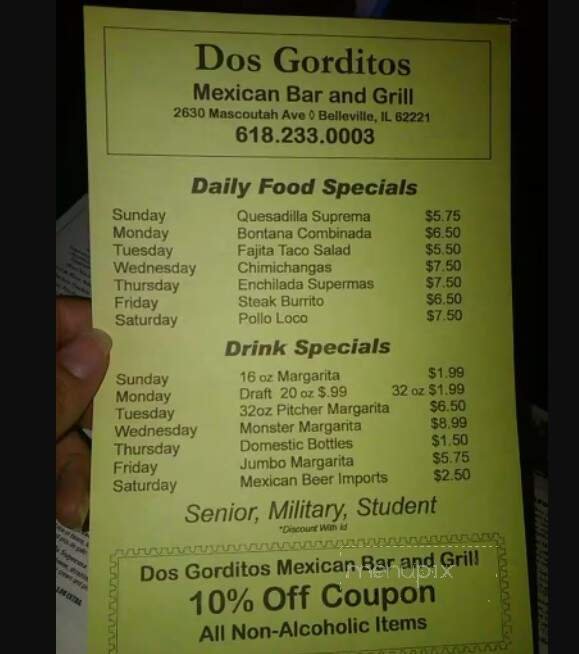 Dos Gorditos
Mexican Bar and Grill
2630 Mascoutah Ave ◊ Belleville, IL 62221
618.233.0003
Daily Food Specials
Sunday Quesadilla Suprema $5.75
Monday Bontana Combinada $6.50
Tuesday Fajita Taco Salad $5.50
Wednesday Chimichangas $7.50
Thursday Enchilada Supermas $7.50
Friday Steak Burrito $6.50
Saturday Pollo Loco $7.50
Drink Specials
Sunday 16 oz Margarita $1.99
Monday Draft 20 oz $.99 32 oz $1.99
Tuesday 32oz Pitcher Margarita $6.50
Wednesday Monster Margarita $8.99
Thursday Domestic Bottles $1.50
Friday Jumbo Margarita $5.75
Saturday Mexican Beer Imports $2.50
Senior, Military, Student
*Discount With id
Dos Gorditos Mexican Bar and Grill
menupix
10% Off Coupon
All Non-Alcoholic Items